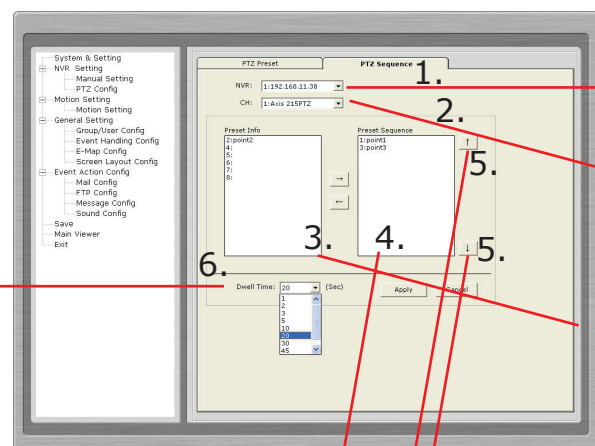 System & Setting
NVR Setting
Manual Setting
PTZ Config
Motion Setting
Motion Setting
General Setting
Group/User Config
Event Handling Config
E-Map Config
Screen Layout Config
Event Action Config
Mail Config
FTP Config
Message Config
Sound Config
Save
Main Viewer
Exit
PTZ Preset
PTZ Sequence
1.
NVR: 1:192.168.11.38
2.
CH: 1:Axis 215PTZ
Preset Info
2:point2
4:
5:
6:
7:
8:
→
←
3.
Preset Sequence
1:point1
3:point3
4.
↑
5.
↓
5.
6.
Dwell Time: 20 (Sec)
1
2
3
5
10
20
30
45
Apply
Cancel